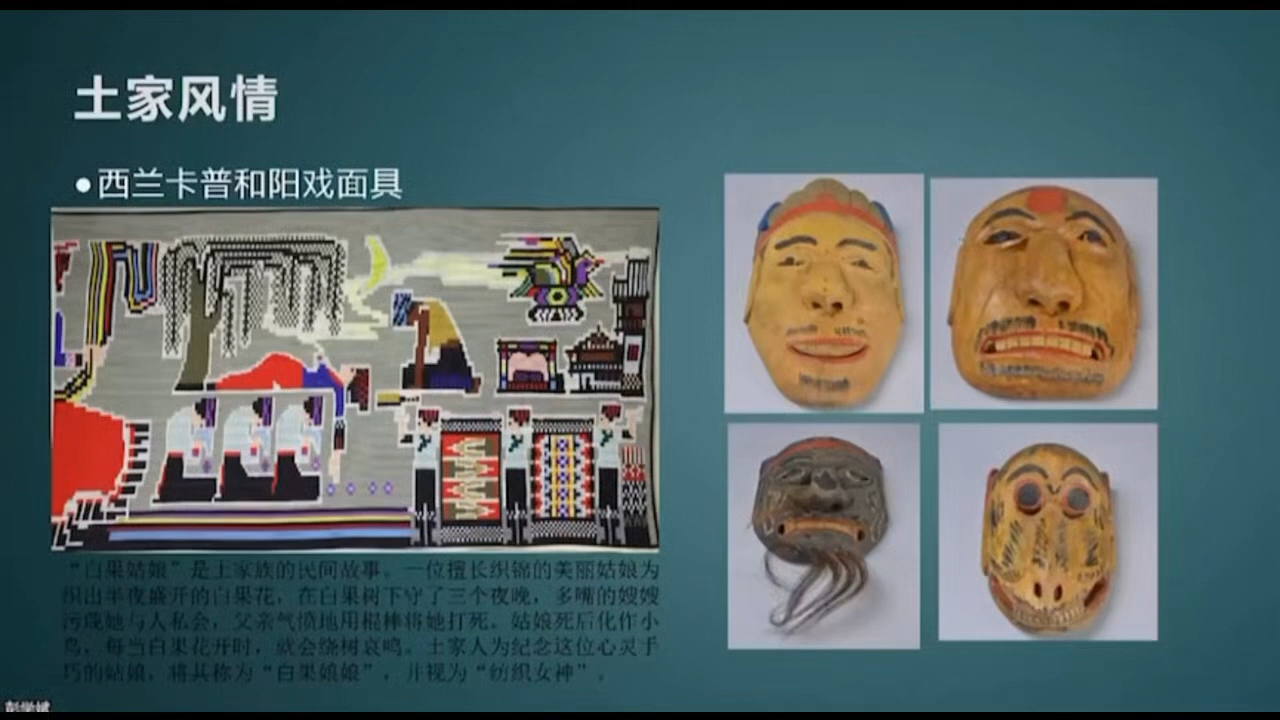 土家风情
●西兰卡普和阳戏面具
“白果姑娘”是土家族的民间故事。一位擅长织锦的美丽姑娘为
织出半夜盛开的白果花，在白果树下守了三个夜晚，多嘴的嫂嫂
污蔑她与人私会，父亲气愤地用棍棒将她打死。姑娘死后化作小
鸟，每当白果花开时，就会绕树哀鸣。土家人为纪念这位心灵手
巧的姑娘，将其称为“白果娘娘”，并视为“纺织女神”。